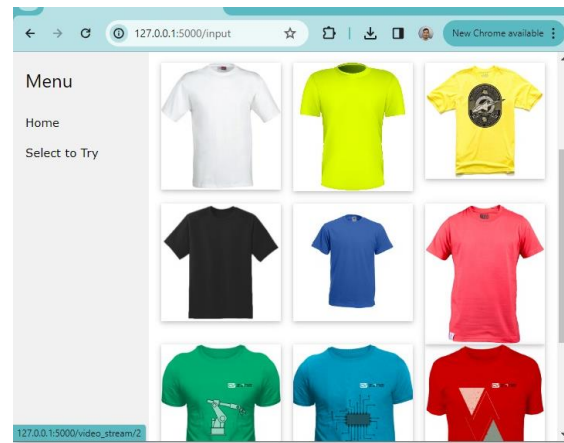 127.0.0.1:5000/input
New Chrome available
Menu
Home
Select to Try
127.0.0.1:5000/video_stream/2